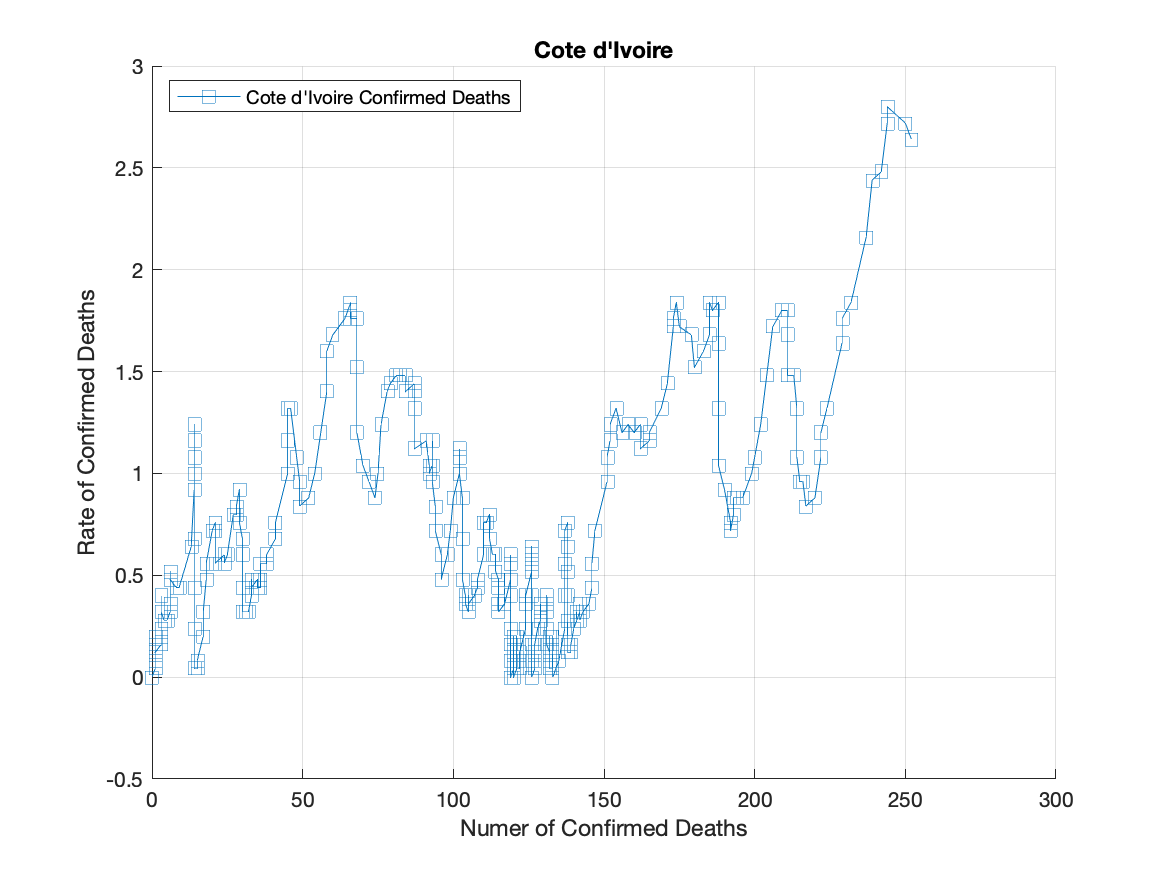 Cote d'Ivoire
Cote d'Ivoire Confirmed Deaths
3
2.5
2
1.5
1
0.5
0
-0.5
Rate of Confirmed Deaths
0 50 100 150 200 250 300
Numer of Confirmed Deaths